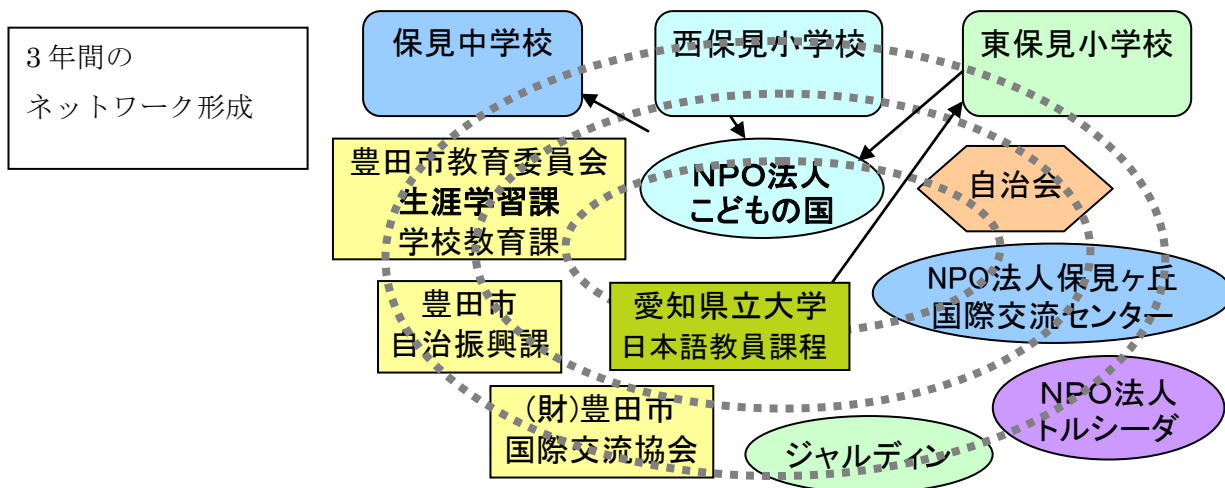 3年間の
ネットワーク形成
保見中学校
西保見小学校
東保見小学校
豊田市教育委員会
生涯学習課
学校教育課
NPO法人
こどもの国
自治会
NPO法人保見ヶ丘
国際交流センター
豊田市
自治振興課
愛知県立大学
日本語教員課程
(財)豊田市
国際交流協会
ジャルディン
NPO法人
トルシーダ